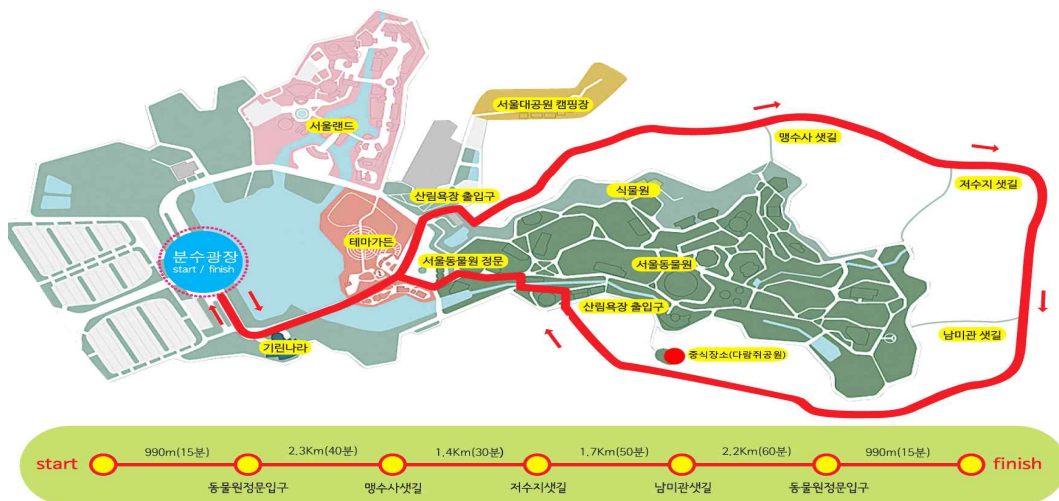 서울대공원 캠핑장
서울랜드
맹수사 샛길
저수지 샛길
산림욕장 출입구
식물원
테마가든
분수광장
start / finish
서울동물원 정문
서울동물원
산림욕장 출입구
남미관 샛길
기린나라
중식장소(다람쥐공원)
start
990m(15분)
2.3Km(40분)
1.4Km(30분)
1.7Km(50분)
2.2Km(60분)
990m(15분)
finish
동물원정문입구
맹수사샛길
저수지샛길
남미관샛길
동물원정문입구